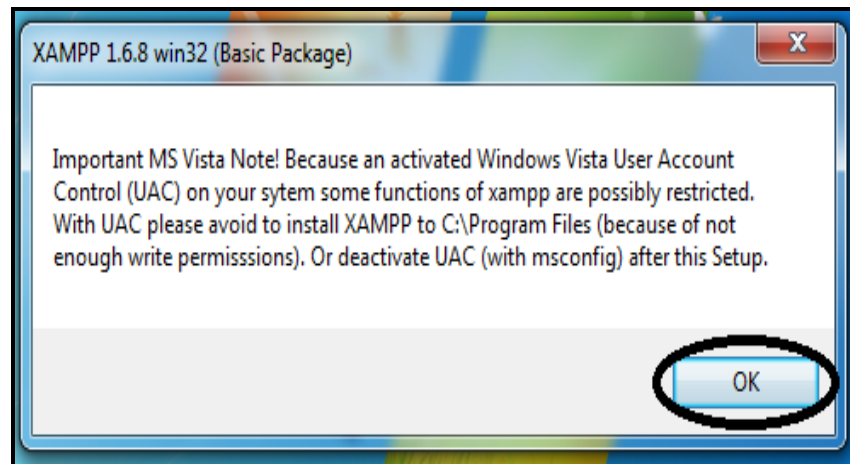 XAMPP 1.6.8 win32 (Basic Package)
X
Important MS Vista Note! Because an activated Windows Vista User Account
Control (UAC) on your sytem some functions of xampp are possibly restricted.
With UAC please avoid to install XAMPP to C:\Program Files (because of not
enough write permisssions). Or deactivate UAC (with msconfig) after this Setup.
OK